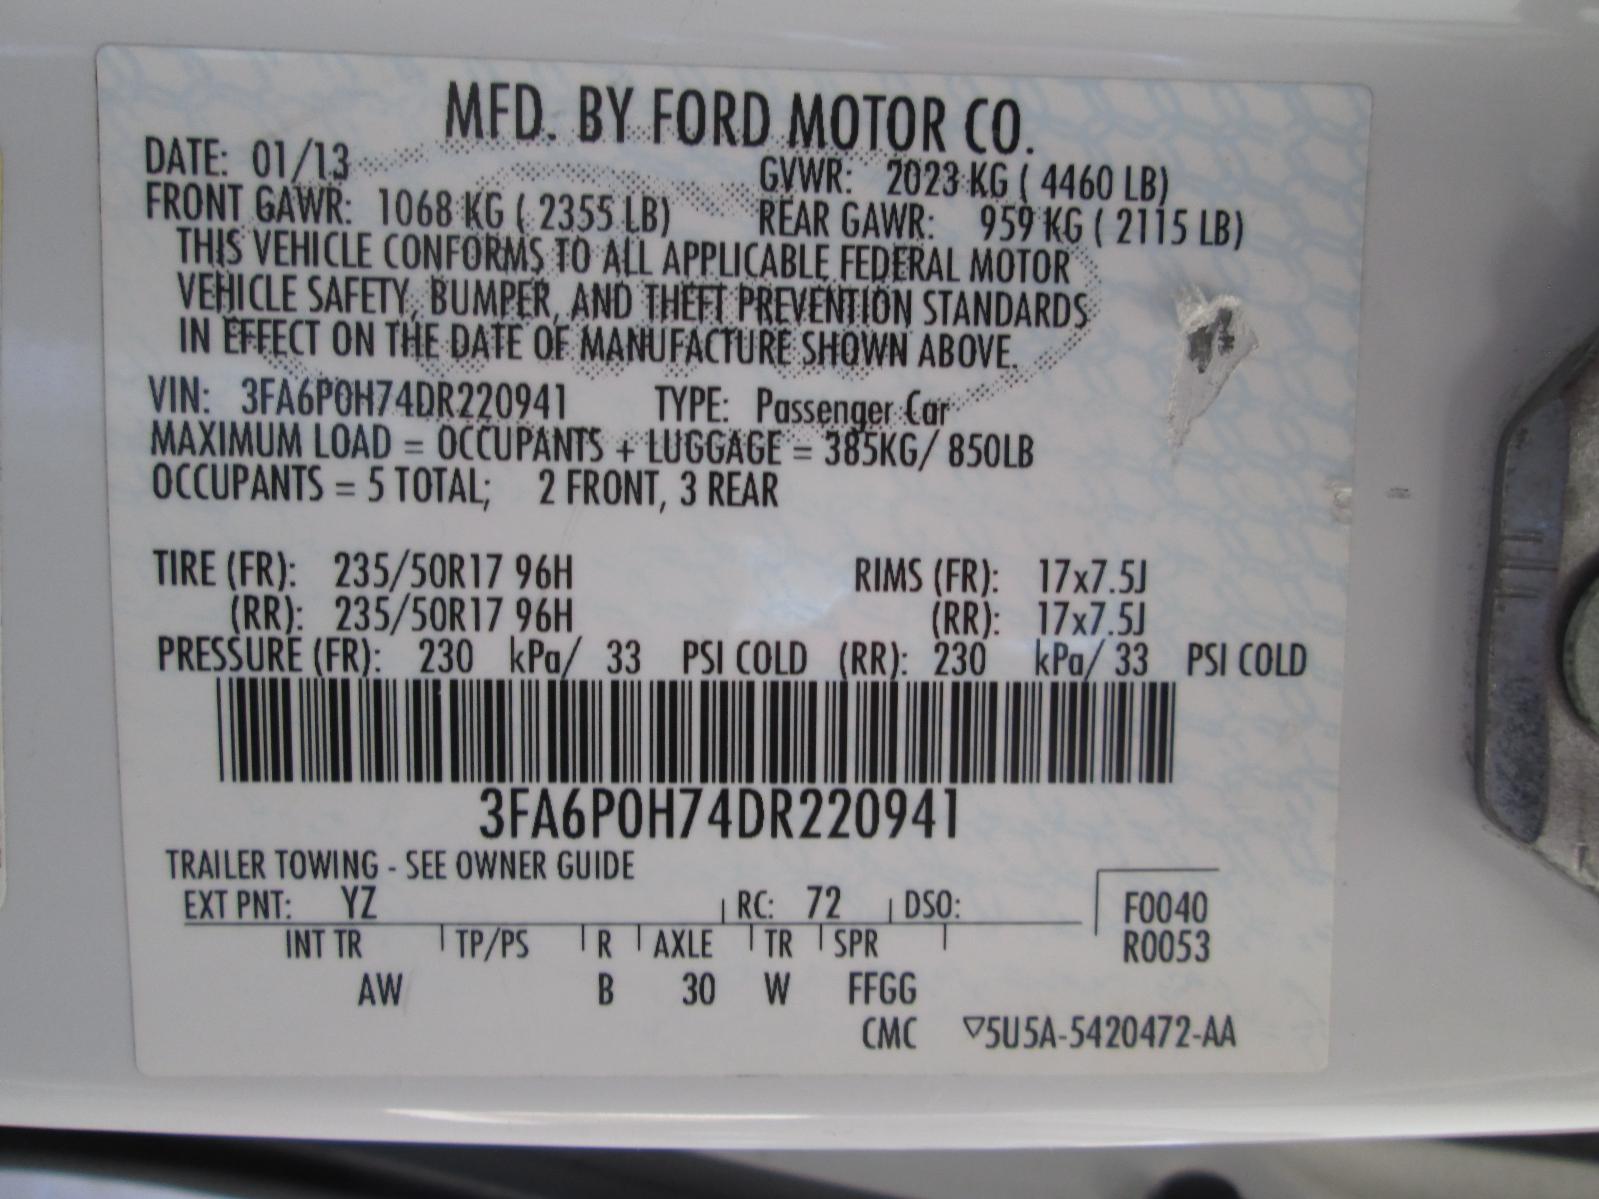 MFD. BY FORD MOTOR CO.
DATE: 01/13 GVWR: 2023 KG ( 4460 LB)
FRONT GAWR: 1068 KG ( 2355 LB) REAR GAWR: 959 KG ( 2115 LB)
THIS VEHICLE CONFORMS TO ALL APPLICABLE FEDERAL MOTOR
VEHICLE SAFETY, BUMPER, AND THEFT PREVENTION STANDARDS
IN EFFECT ON THE DATE OF MANUFACTURE SHOWN ABOVE.
VIN: 3FA6P0H74DR220941 TYPE: Passenger Car
MAXIMUM LOAD = OCCUPANTS + LUGGAGE = 385KG/ 850LB
OCCUPANTS = 5 TOTAL; 2 FRONT, 3 REAR
TIRE (FR): 235/50R17 96H RIMS (FR): 17x7.5J
(RR): 235/50R17 96H (RR): 17x7.5J
PRESSURE (FR): 230 kPa/ 33 PSI COLD (RR): 230 kPa/ 33 PSI COLD
3FA6P0H74DR220941
TRAILER TOWING - SEE OWNER GUIDE
EXT PNT: YZ RC: 72 DSO: F0040
INT TR TP/PS R AXLE TR SPR R0053
AW B 30 W FFGG
CMC ▽5U5A-5420472-AA